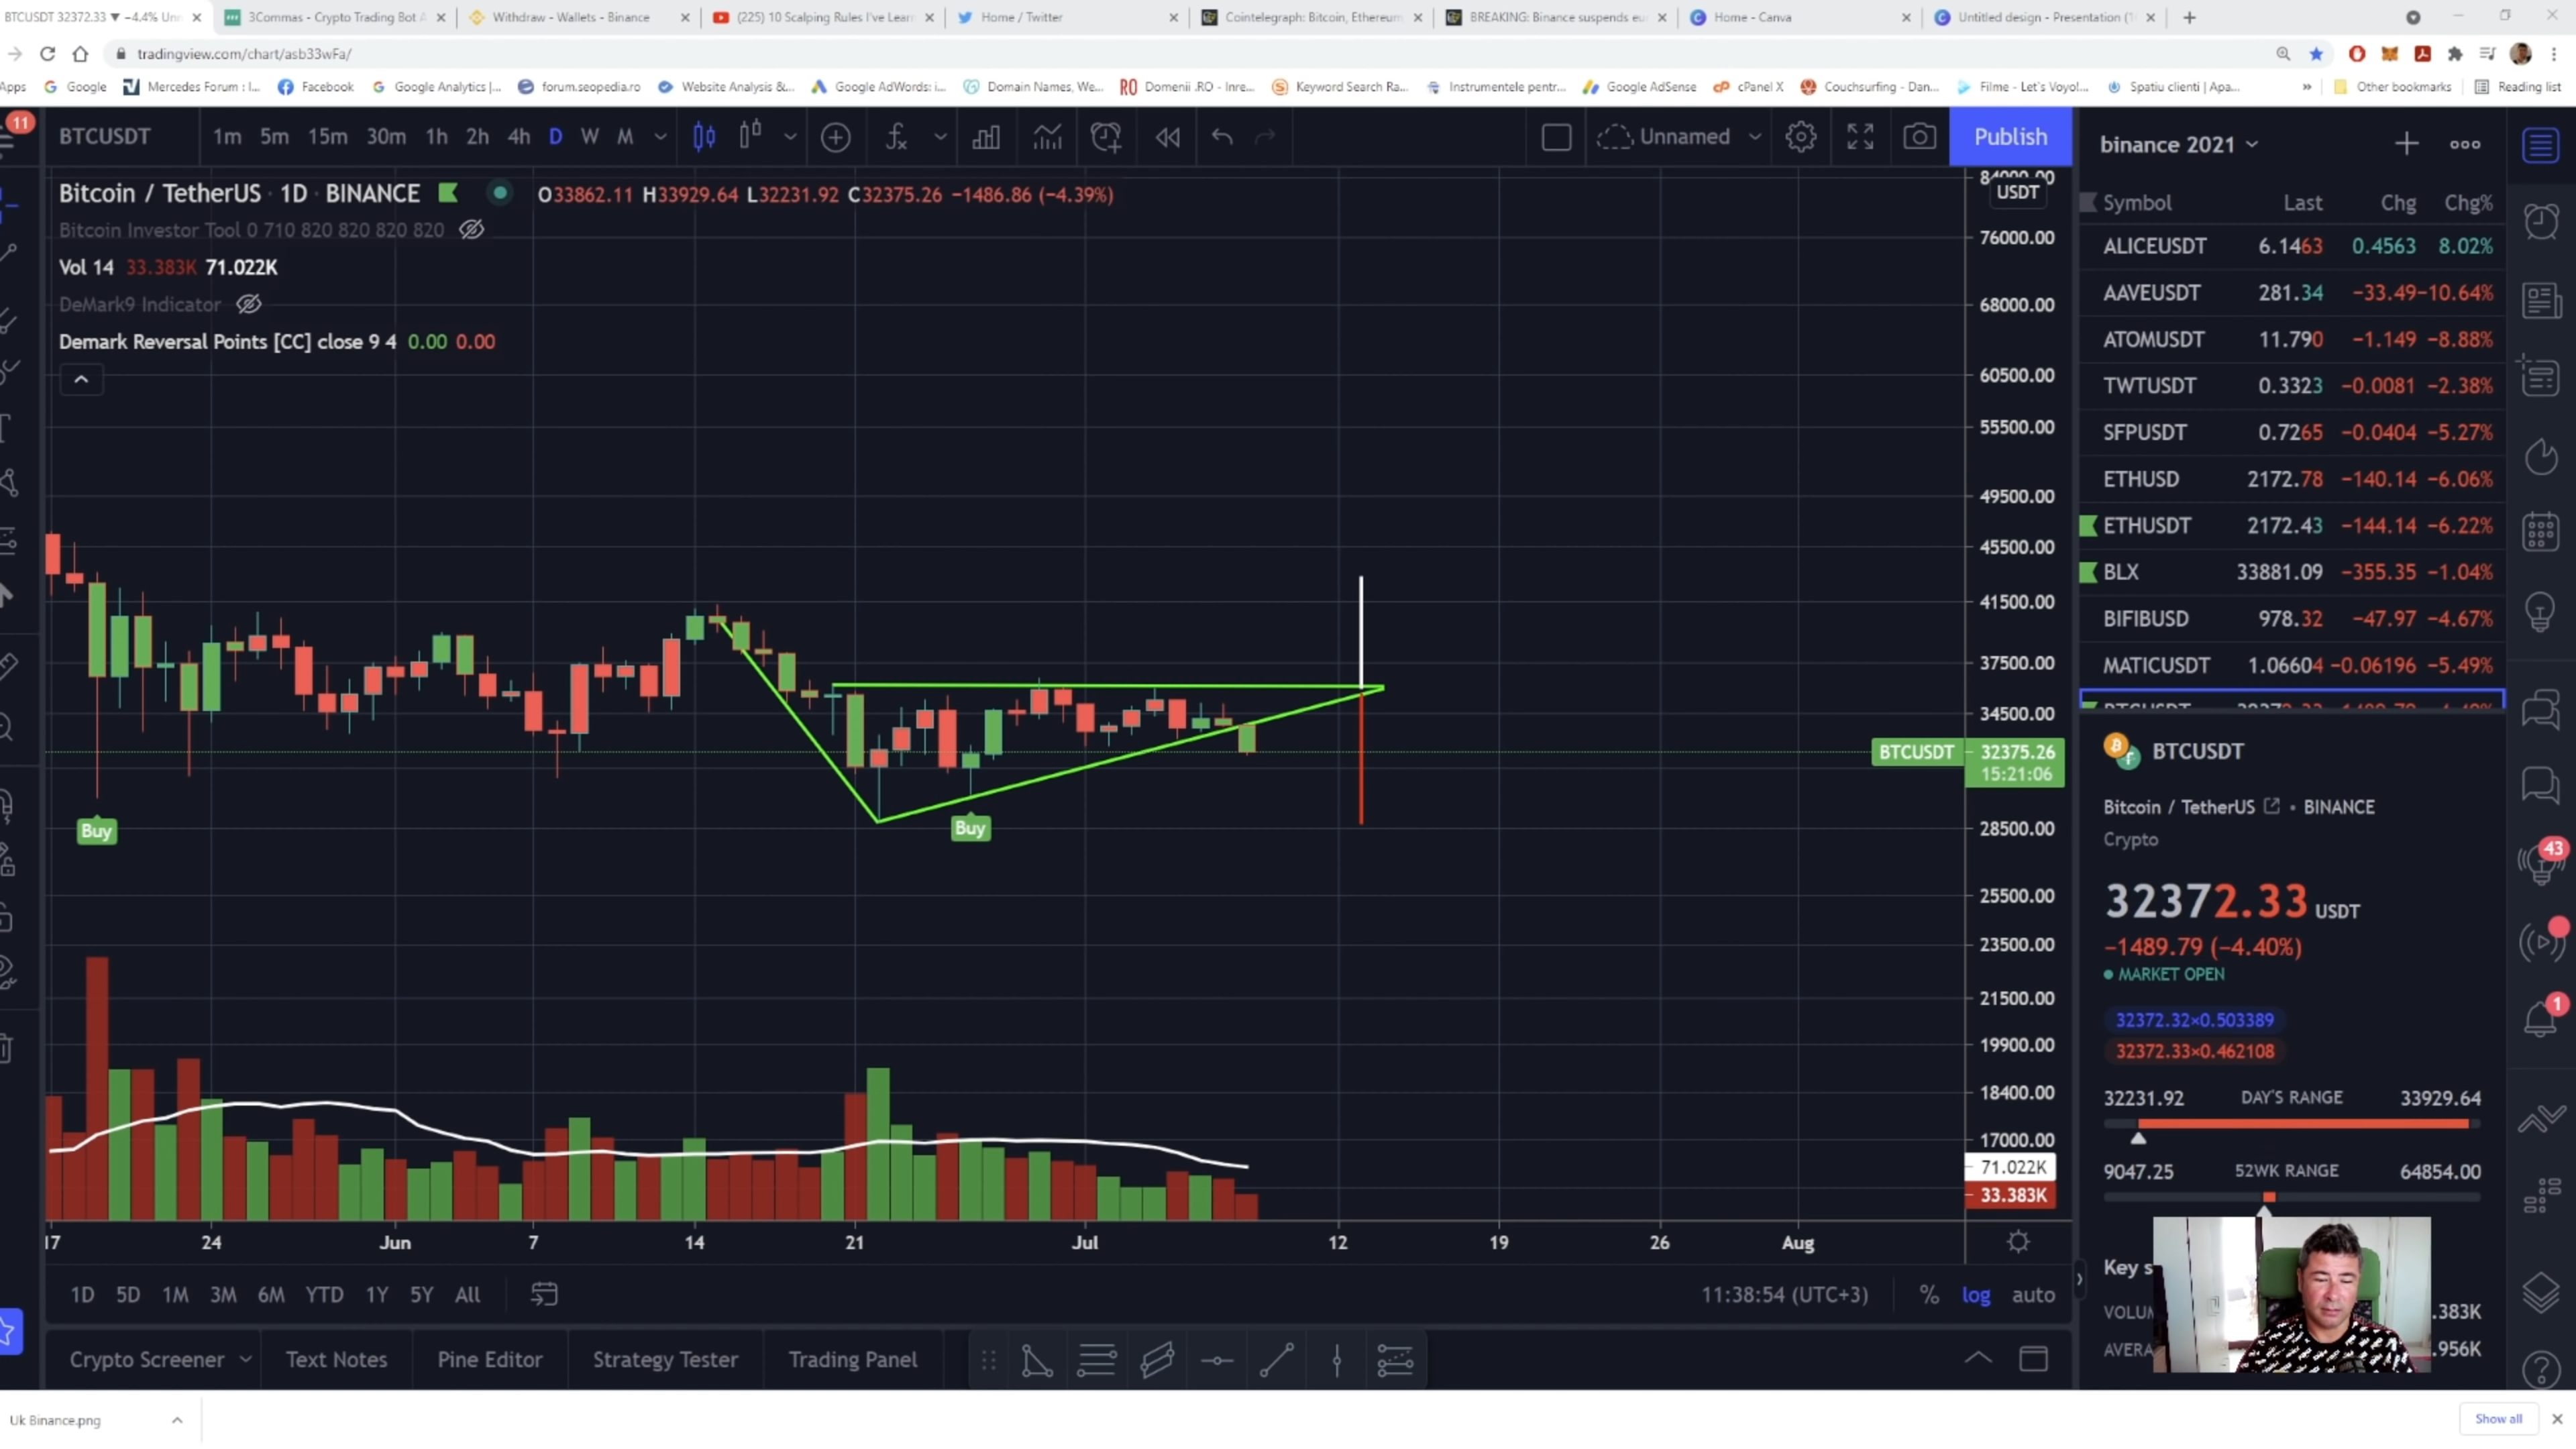 BTCUSDT 32372.33 ▼ −4.4% Un
3Commas - Crypto Trading Bot
Withdraw - Wallets - Binance
(225) 10 Scalping Rules I've Lear
Home / Twitter
Cointelegraph: Bitcoin, Ethereum
BREAKING: Binance suspends eu
Home - Canva
Untitled design - Presentation (1
tradingview.com/chart/asb33wFa/
Apps Google Mercedes Forum : I... Facebook Google Analytics |... forum.seopedia.ro Website Analysis &... Google AdWords: i... Domain Names, We... RO Domenii .RO - Inre... Keyword Search Ra... Instrumentele pentr... Google AdSense cPanel X Couchsurfing - Dan... Filme - Let's Voyo!... Spatiu clienti | Apa... » Other bookmarks Reading list
11
BTCUSDT 1m 5m 15m 30m 1h 2h 4h D W M Unnamed Publish
Bitcoin / TetherUS · 1D · BINANCE O33862.11 H33929.64 L32231.92 C32375.26 −1486.86 (−4.39%)
Bitcoin Investor Tool 0 710 820 820 820 820
Vol 14 33.383K 71.022K
DeMark9 Indicator
Demark Reversal Points [CC] close 9 4 0.00 0.00
Buy
Buy
84000.00
USDT
76000.00
68000.00
60500.00
55500.00
49500.00
45500.00
41500.00
37500.00
34500.00
BTCUSDT 32375.26
15:21:06
28500.00
25500.00
23500.00
21500.00
19900.00
18400.00
17000.00
71.022K
33.383K
17 24 Jun 7 14 21 Jul 12 19 26 Aug
1D 5D 1M 3M 6M YTD 1Y 5Y All 11:38:54 (UTC+3) % log auto
Crypto Screener Text Notes Pine Editor Strategy Tester Trading Panel
binance 2021
Symbol Last Chg Chg%
ALICEUSDT 6.1463 0.4563 8.02%
AAVEUSDT 281.34 −33.49 −10.64%
ATOMUSDT 11.790 −1.149 −8.88%
TWTUSDT 0.3323 −0.0081 −2.38%
SFPUSDT 0.7265 −0.0404 −5.27%
ETHUSD 2172.78 −140.14 −6.06%
ETHUSDT 2172.43 −144.14 −6.22%
BLX 33881.09 −355.35 −1.04%
BIFIBUSD 978.32 −47.97 −4.67%
MATICUSDT 1.06604 −0.06196 −5.49%
BTCUSDT
Bitcoin / TetherUS • BINANCE
Crypto
32372.33 USDT
−1489.79 (−4.40%)
MARKET OPEN
32372.32×0.503389
32372.33×0.462108
32231.92 DAY'S RANGE 33929.64
9047.25 52WK RANGE 64854.00
Key s
VOLUM .383K
AVERA .956K
43
1
Uk Binance.png
Show all